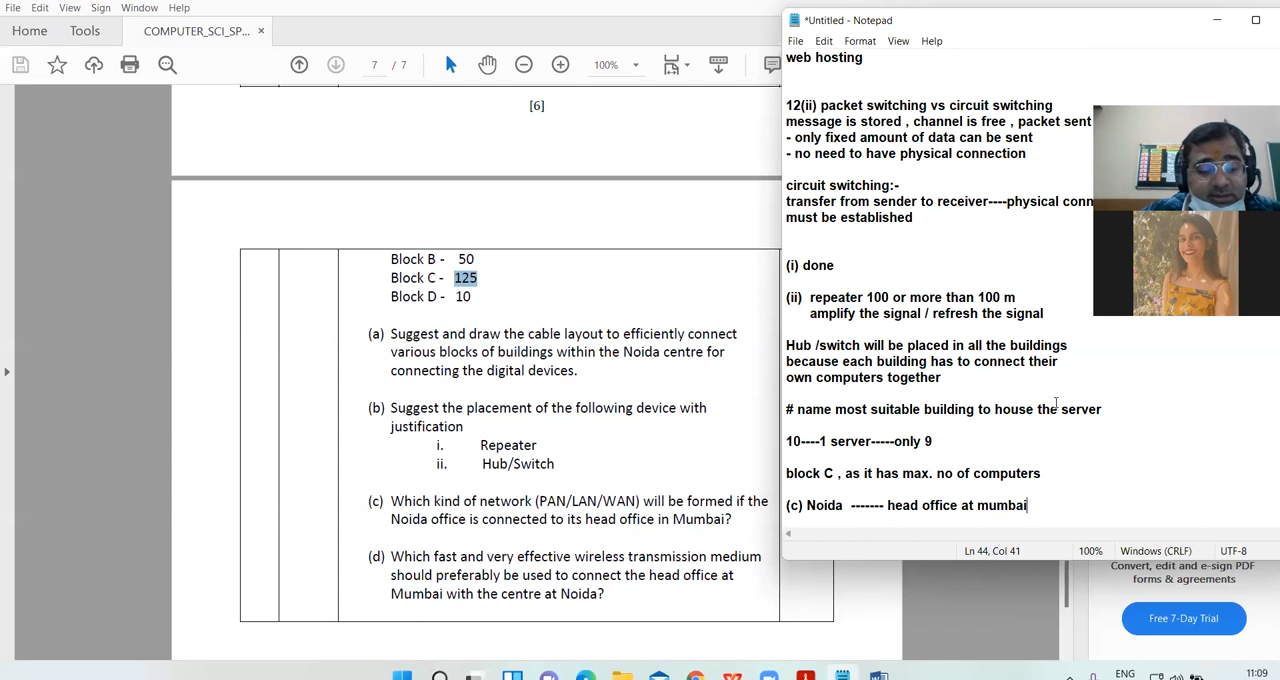 File Edit View Sign Window Help
Home Tools COMPUTER_SCI_SP... ×
7 / 7 100%
[6]
Block B - 50
Block C - 125
Block D - 10
(a) Suggest and draw the cable layout to efficiently connect
various blocks of buildings within the Noida centre for
connecting the digital devices.
(b) Suggest the placement of the following device with
justification
i. Repeater
ii. Hub/Switch
(c) Which kind of network (PAN/LAN/WAN) will be formed if the
Noida office is connected to its head office in Mumbai?
(d) Which fast and very effective wireless transmission medium
should preferably be used to connect the head office at
Mumbai with the centre at Noida?
*Untitled - Notepad
File Edit Format View Help
web hosting
12(ii) packet switching vs circuit switching
message is stored , channel is free , packet sent
- only fixed amount of data can be sent
- no need to have physical connection
circuit switching:-
transfer from sender to receiver----physical conn
must be established
(i) done
(ii) repeater 100 or more than 100 m
amplify the signal / refresh the signal
Hub /switch will be placed in all the buildings
because each building has to connect their
own computers together
# name most suitable building to house the server
10----1 server-----only 9
block C , as it has max. no of computers
(c) Noida ------- head office at mumbai
Ln 44, Col 41 100% Windows (CRLF) UTF-8
Convert, edit and e-sign PDF
forms & agreements
Free 7-Day Trial
ENG
11:09